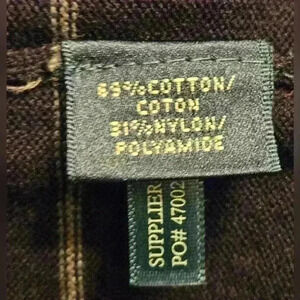 69%COTTON/
COTON
31%NYLON/
POLYAMIDE
SUPPLIER
PO# 47002